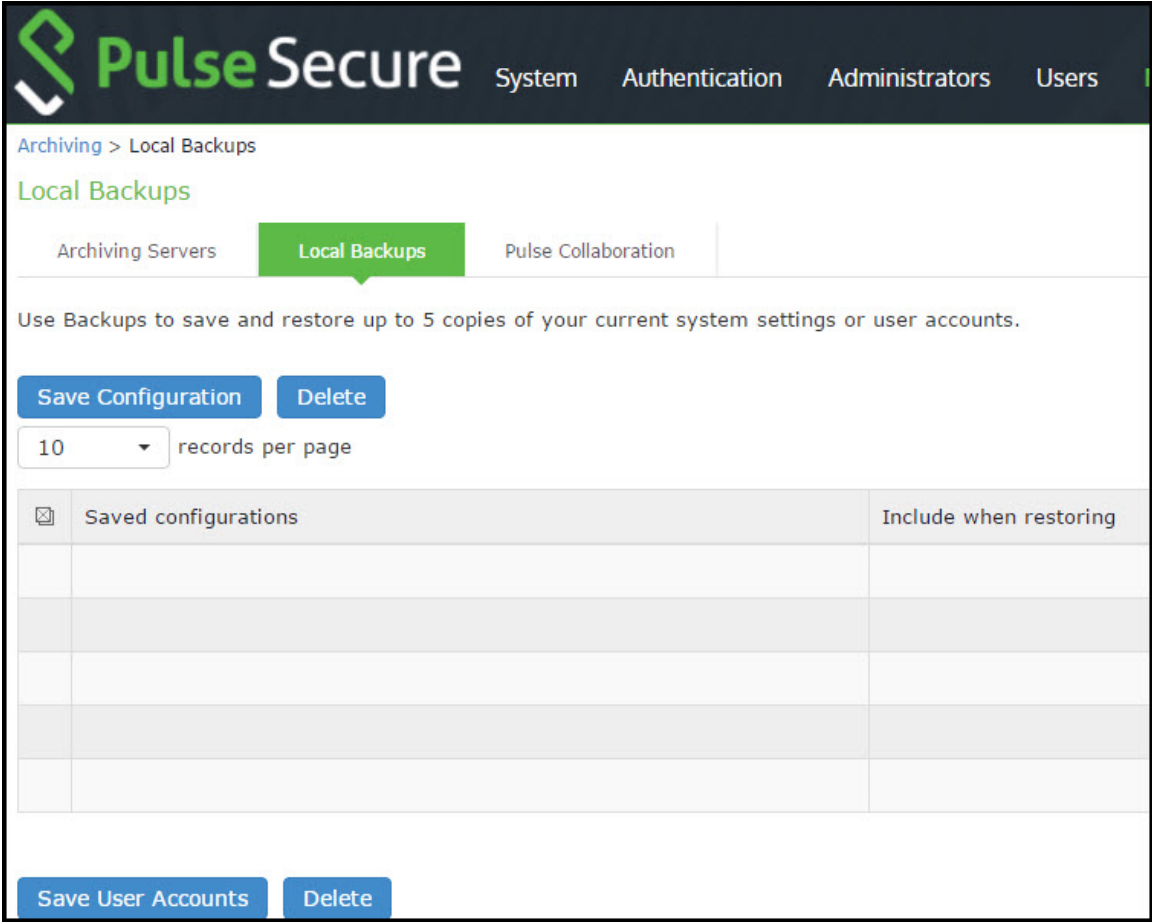 Pulse Secure System Authentication Administrators Users
Archiving > Local Backups
Local Backups
Archiving Servers Local Backups Pulse Collaboration
Use Backups to save and restore up to 5 copies of your current system settings or user accounts.
Save Configuration Delete
10 records per page
Saved configurations Include when restoring
Save User Accounts Delete